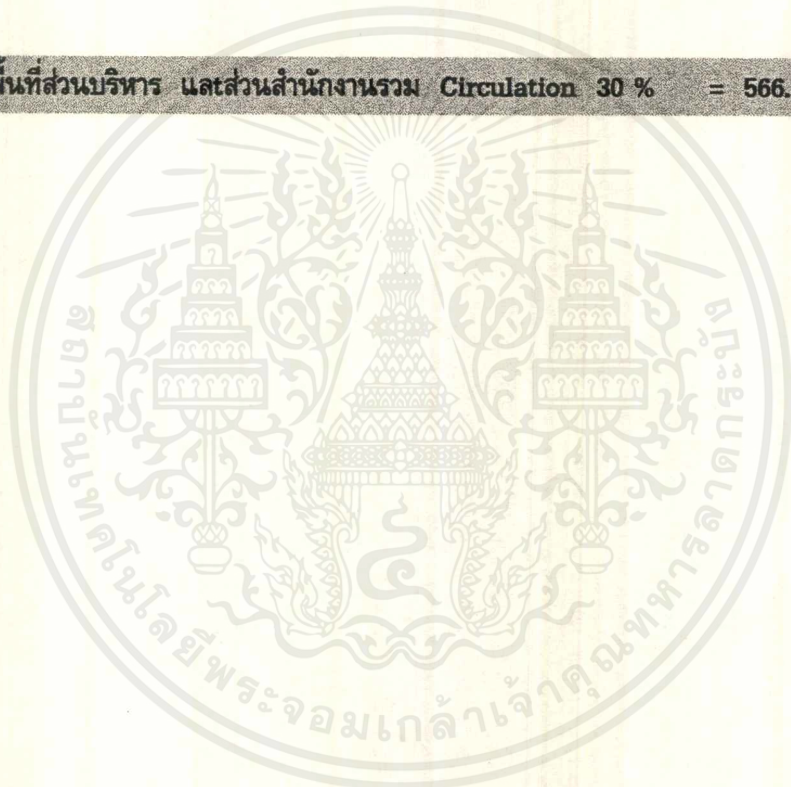 พื้นที่ส่วนบริหาร และส่วนสำนักงานรวม Circulation 30 % = 566.
สถาบันเทคโนโลยีพระจอมเกล้าเจ้าคุณทหารลาดกระบัง